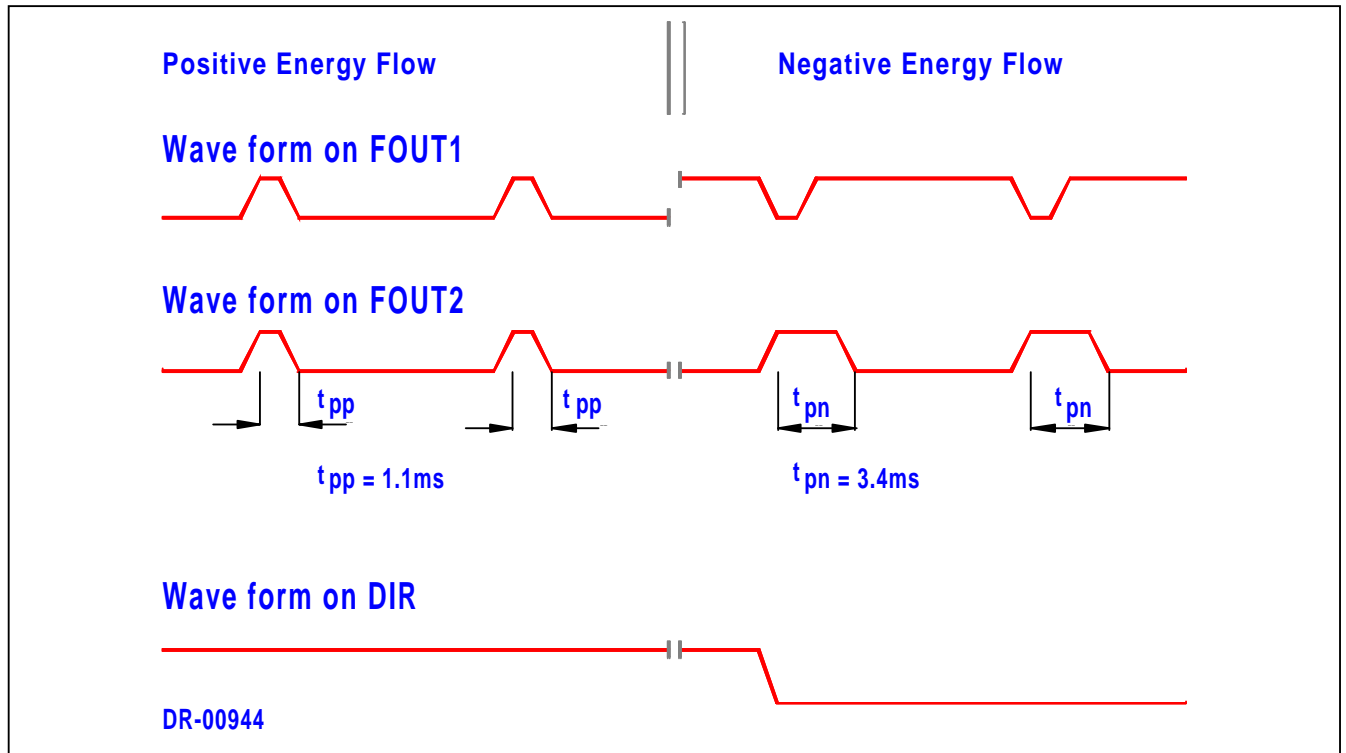 Positive Energy Flow
Negative Energy Flow
Wave form on FOUT1
Wave form on FOUT2
t pp
t pp
t pn
t pn
t pp = 1.1ms
t pn = 3.4ms
Wave form on DIR
DR-00944